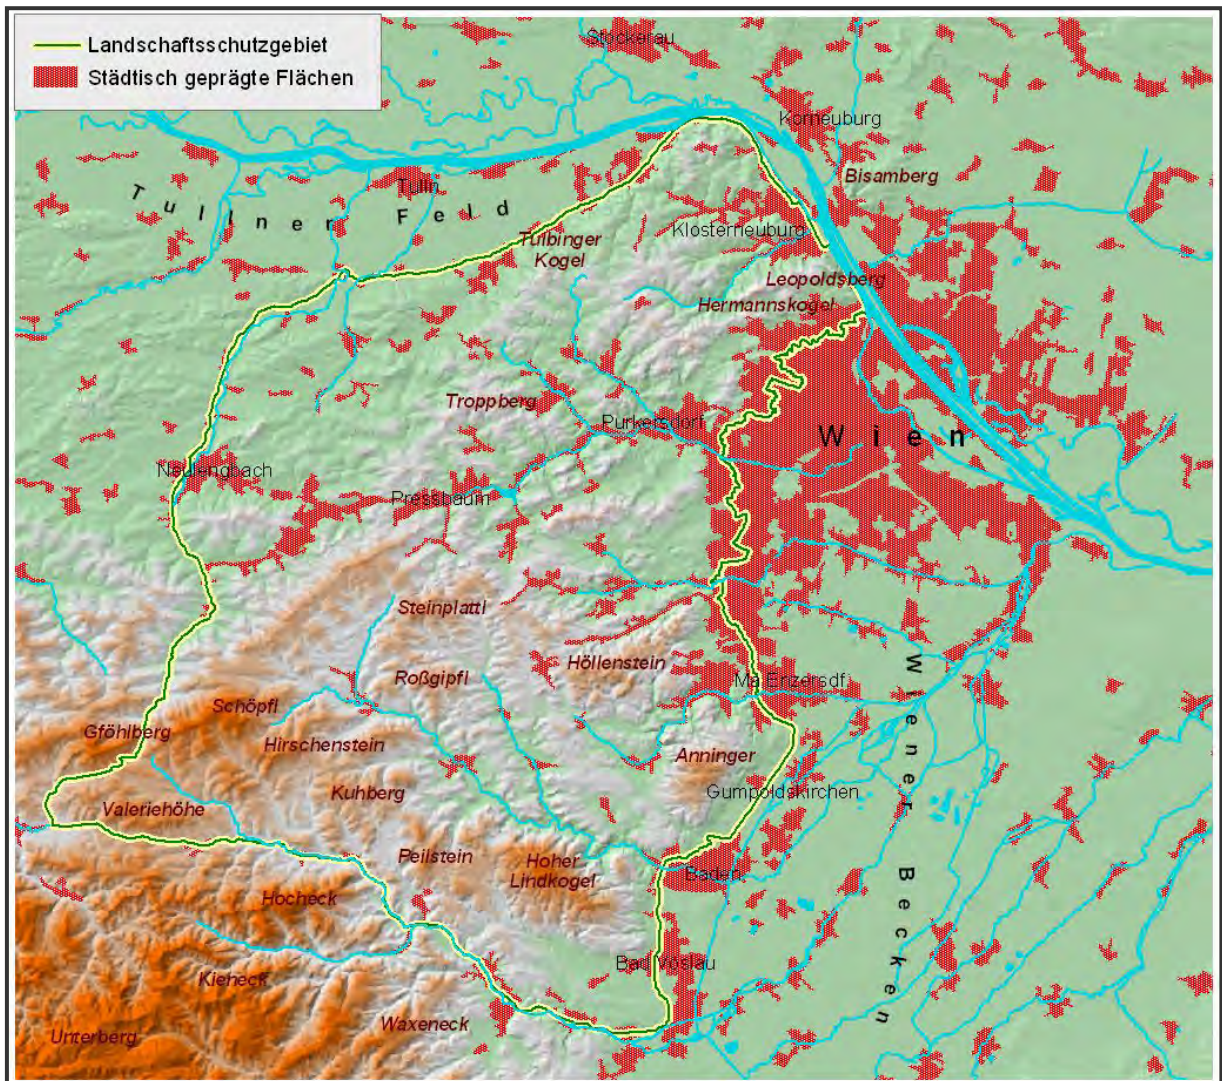 Landschaftsschutzgebiet
Städtisch geprägte Flächen
Stockerau
Korneuburg
Bisamberg
Tulln
Tullner Feld
Klosterneuburg
Tulbinger
Kogel
Leopoldsberg
Hermannskogel
Troppberg
Purkersdorf
Wien
Neulengbach
Pressbaum
Steinplattl
Höllenstein
Roßgipfl
Ma.Enzersdf.
Schöpfl
Gföhlberg
Hirschenstein
Anninger
Kuhberg
Gumpoldskirchen
Valeriehöhe
Peilstein
Hoher
Lindkogel
Baden
Hocheck
Bad Vöslau
Kieneck
Waxeneck
Unterberg
Wiener Becken